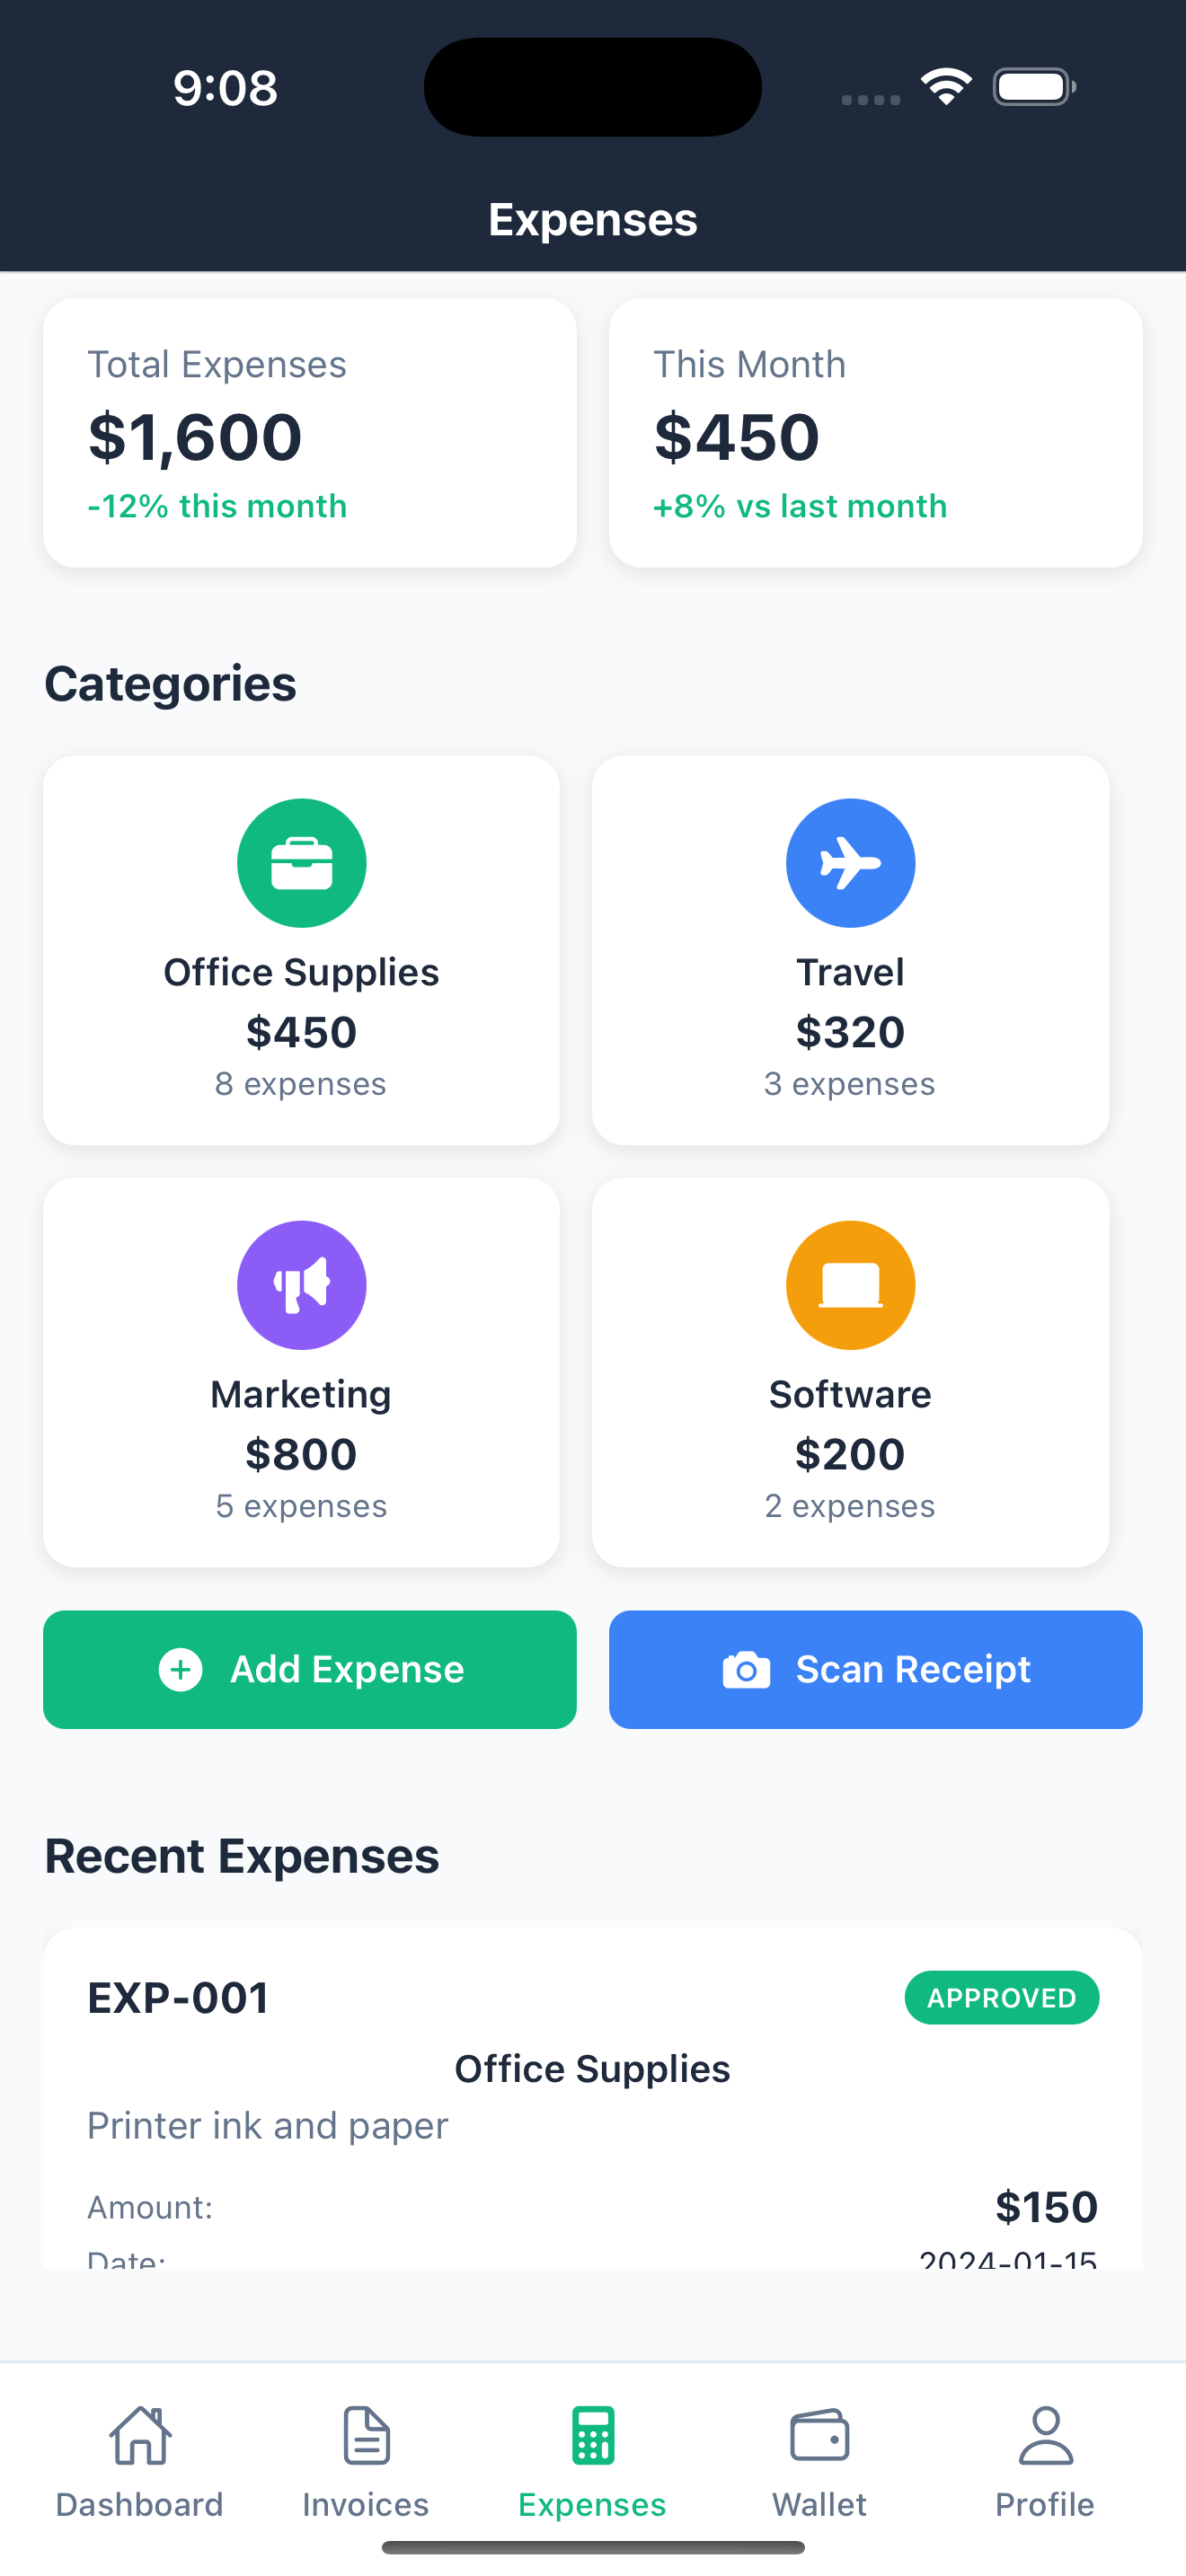 9:08
Expenses
Total Expenses
$1,600
-12% this month
This Month
$450
+8% vs last month
Categories
Office Supplies
$450
8 expenses
Travel
$320
3 expenses
Marketing
$800
5 expenses
Software
$200
2 expenses
Add Expense
Scan Receipt
Recent Expenses
EXP-001
APPROVED
Office Supplies
Printer ink and paper
Amount:
$150
Date:
2024-01-15
Dashboard
Invoices
Expenses
Wallet
Profile